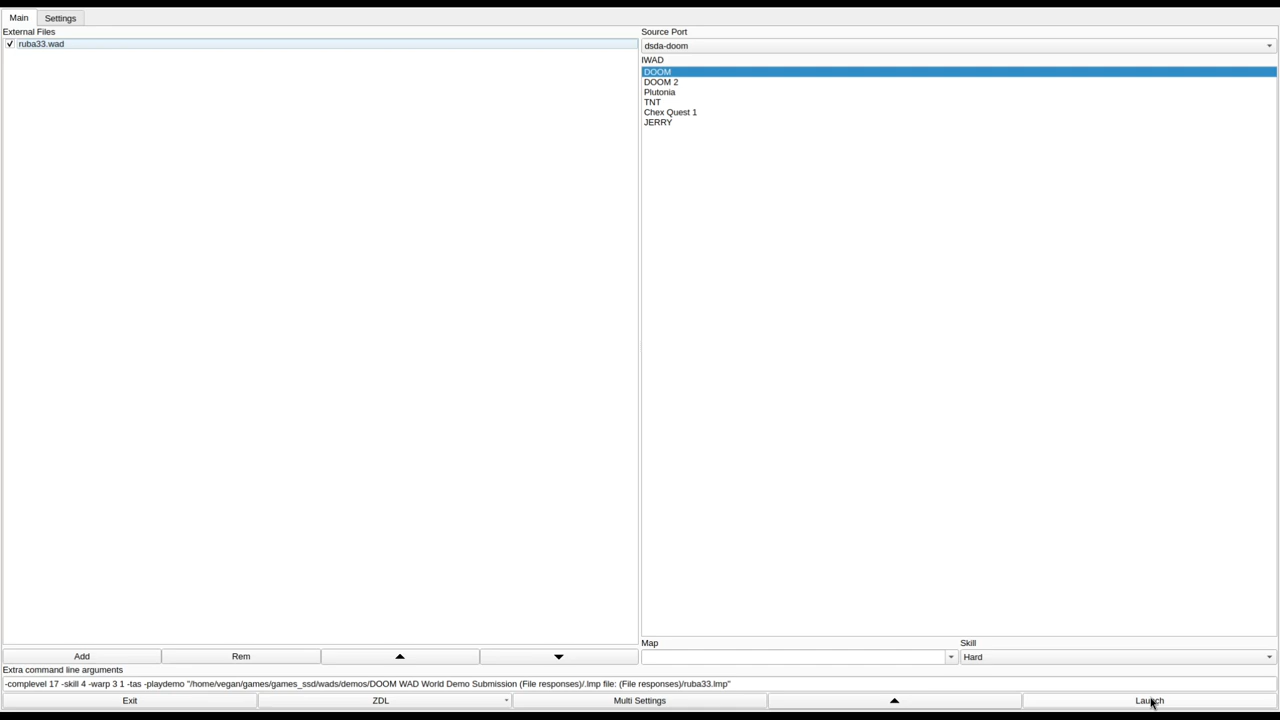 Main Settings
External Files
ruba33.wad
Source Port
dsda-doom
IWAD
DOOM
DOOM 2
Plutonia
TNT
Chex Quest 1
JERRY
Map Skill
Hard
Add Rem
Extra command line arguments
-complevel 17 -skill 4 -warp 3 1 -tas -playdemo "/home/vegan/games/games_ssd/wads/demos/DOOM WAD World Demo Submission (File responses)/.lmp file: (File responses)/ruba33.lmp"
Exit ZDL Multi Settings Launch